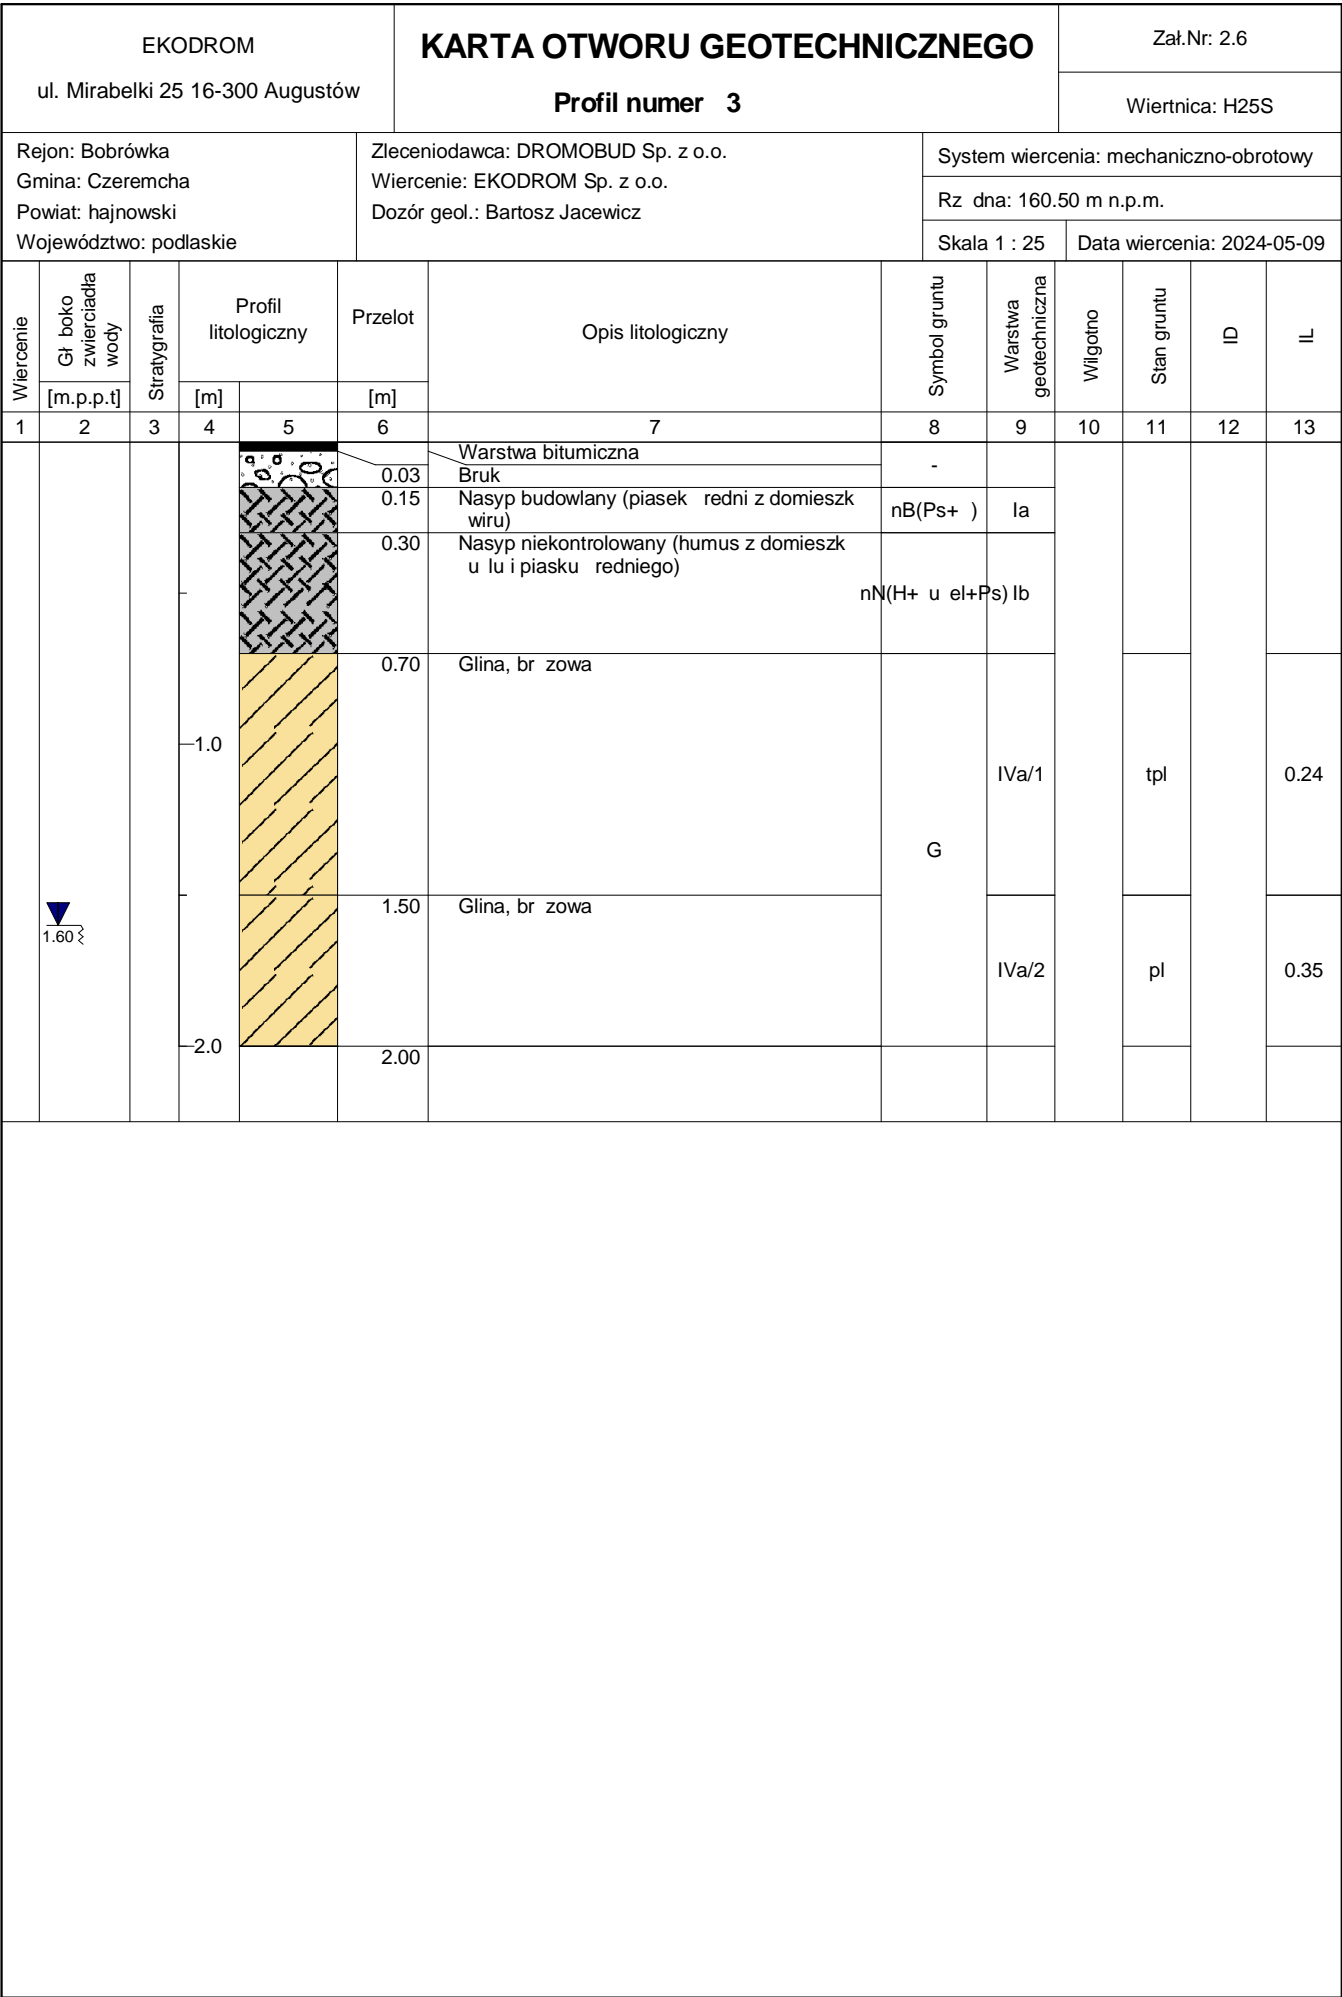 EKODROM
ul. Mirabelki 25 16-300 Augustów
KARTA OTWORU GEOTECHNICZNEGO
Profil numer 3
Zał.Nr: 2.6
Wiertnica: H25S
Rejon: Bobrówka
Gmina: Czeremcha
Powiat: hajnowski
Województwo: podlaskie
Zleceniodawca: DROMOBUD Sp. z o.o.
Wiercenie: EKODROM Sp. z o.o.
Dozór geol.: Bartosz Jacewicz
System wiercenia: mechaniczno-obrotowy
Rz dna: 160.50 m n.p.m.
Skala 1 : 25
Data wiercenia: 2024-05-09
Wiercenie
Gł boko
zwierciadła
wody
[m.p.p.t]
Stratygrafia
Profil
litologiczny
[m]
Przelot
[m]
Opis litologiczny
Symbol gruntu
Warstwa
geotechniczna
Wilgotno
Stan gruntu
ID
IL
1 2 3 4 5 6 7 8 9 10 11 12 13
Warstwa bitumiczna
0.03 Bruk -
0.15 Nasyp budowlany (piasek redni z domieszk
wiru)
nB(Ps+ ) Ia
0.30 Nasyp niekontrolowany (humus z domieszk
u lu i piasku redniego)
nN(H+ u el+Ps) Ib
0.70 Glina, br zowa
1.0
IVa/1 tpl 0.24
G
1.50 Glina, br zowa
1.60
IVa/2 pl 0.35
2.0
2.00